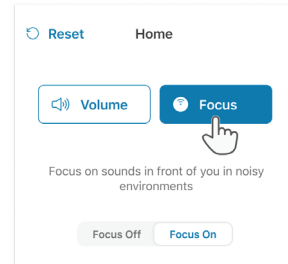 Reset Home
Volume Focus
Focus on sounds in front of you in noisy
environments
Focus Off Focus On